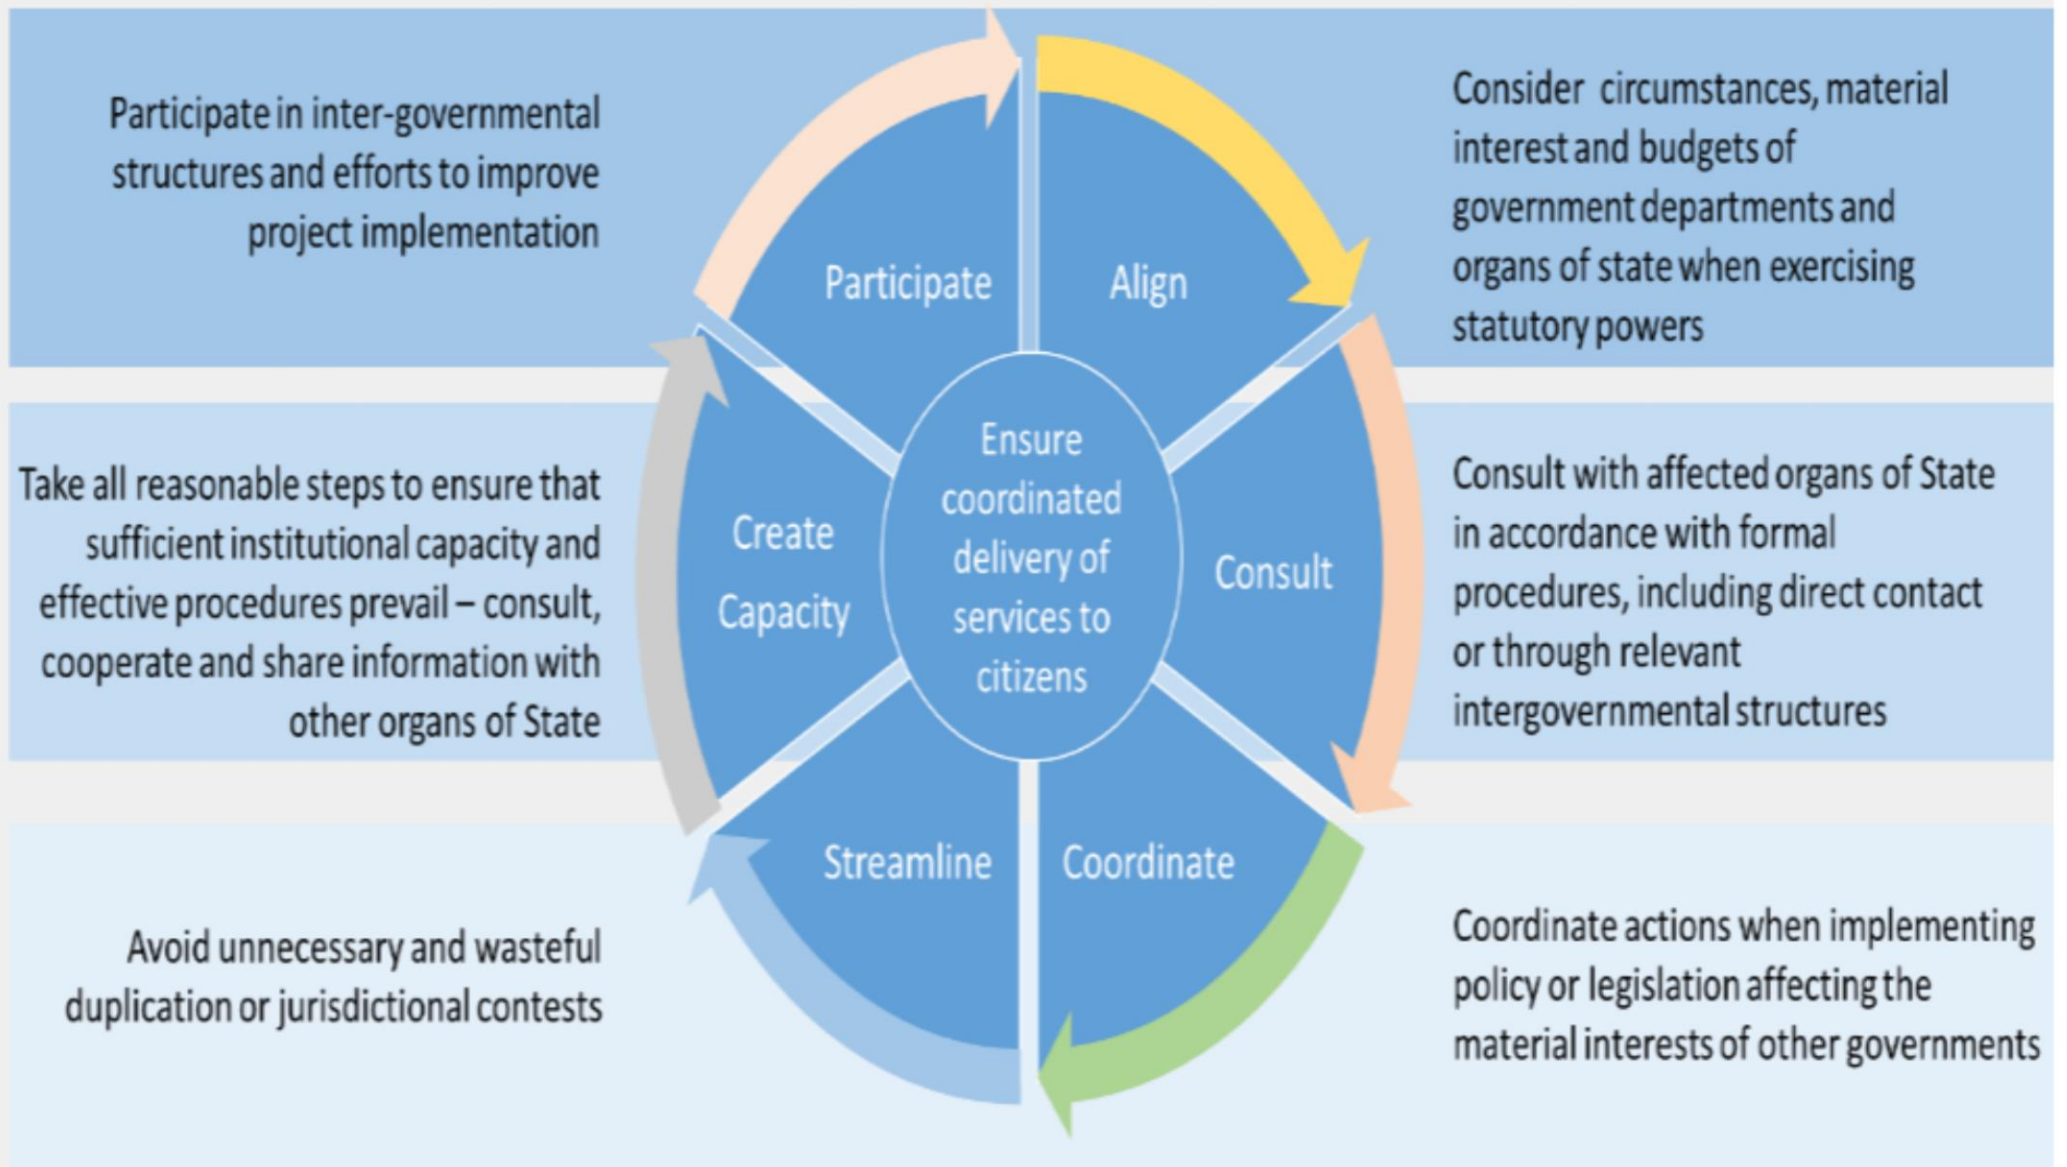 Participate in inter-governmental
structures and efforts to improve
project implementation
Participate
Align
Consider circumstances, material
interest and budgets of
government departments and
organs of state when exercising
statutory powers
Take all reasonable steps to ensure that
sufficient institutional capacity and
effective procedures prevail – consult,
cooperate and share information with
other organs of State
Create
Capacity
Ensure
coordinated
delivery of
services to
citizens
Consult
Consult with affected organs of State
in accordance with formal
procedures, including direct contact
or through relevant
intergovernmental structures
Avoid unnecessary and wasteful
duplication or jurisdictional contests
Streamline
Coordinate
Coordinate actions when implementing
policy or legislation affecting the
material interests of other governments